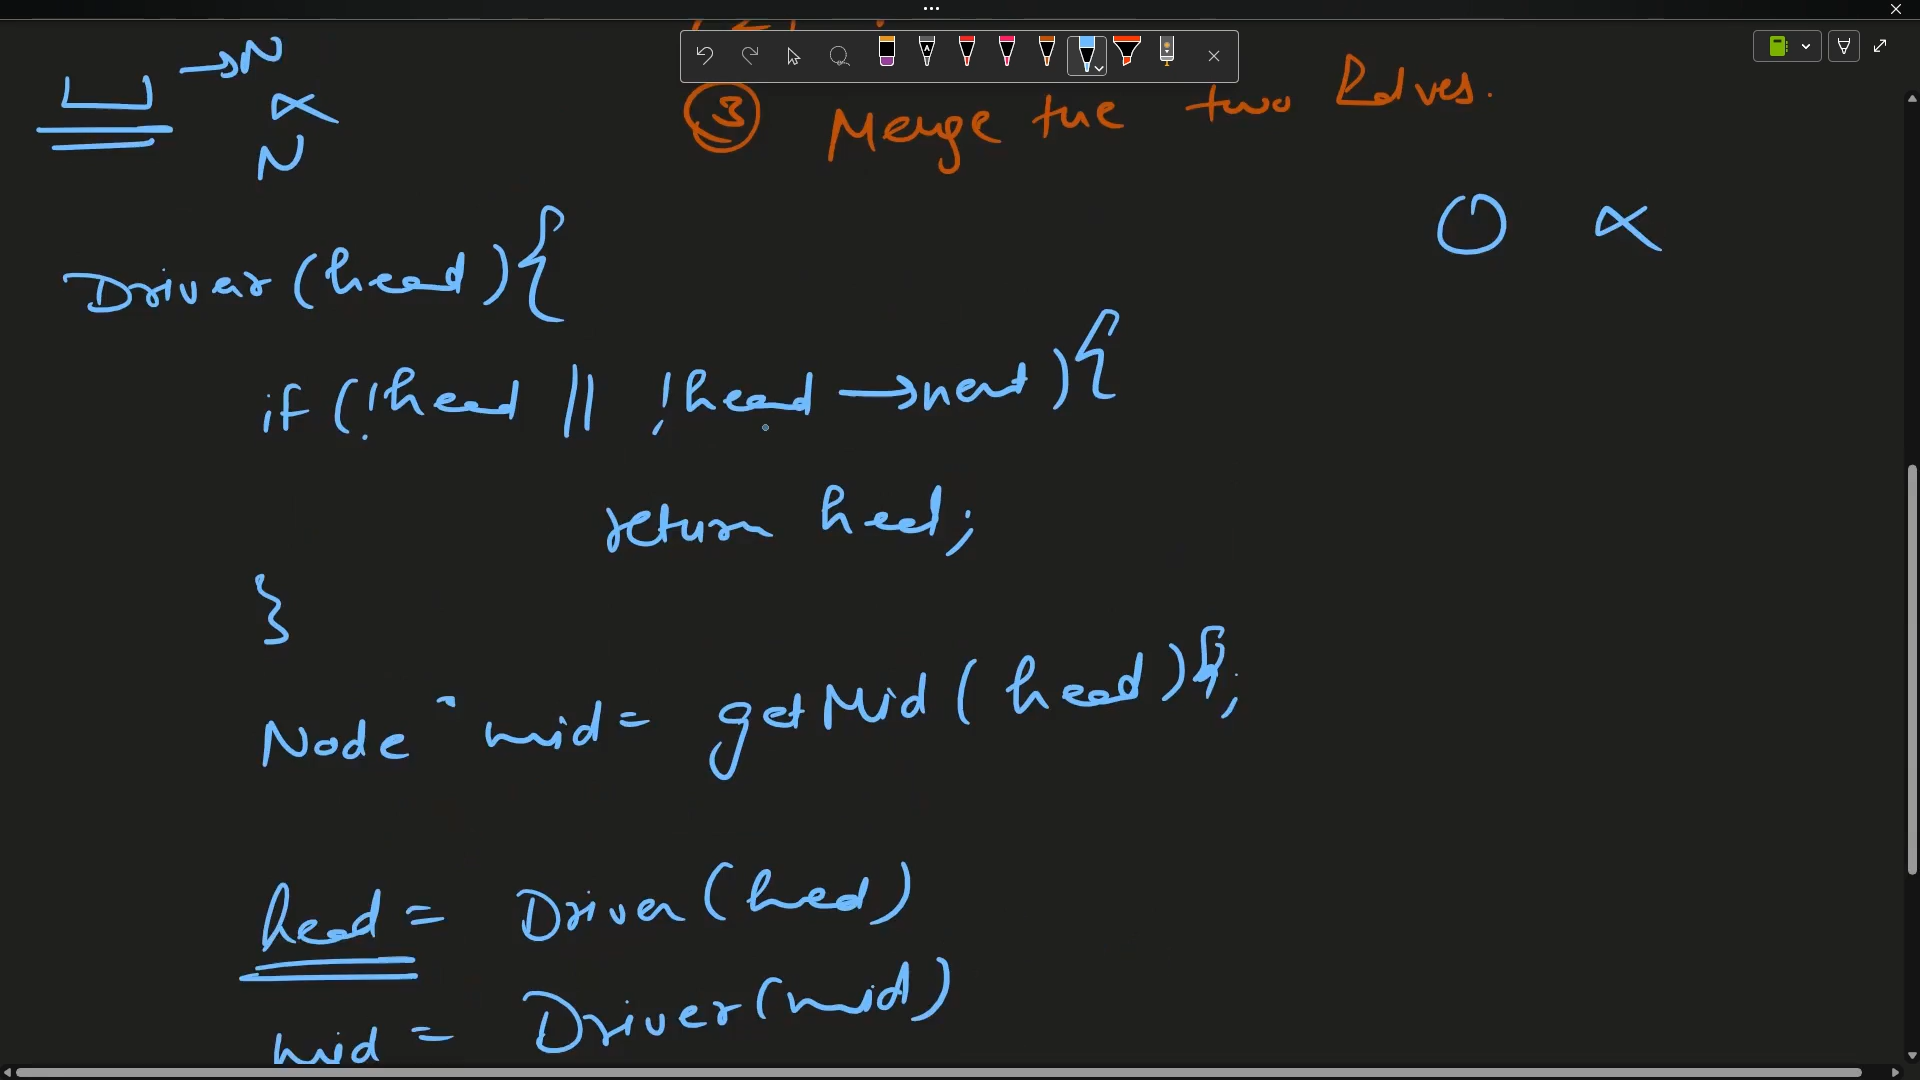 →N
∝
N
③ Merge the two Halves.
O ∝
Driver(head){
if (!head || !head →next){
return head;
}
Node * mid = getMid( head);
head = Driver(head)
mid = Driver(mid)